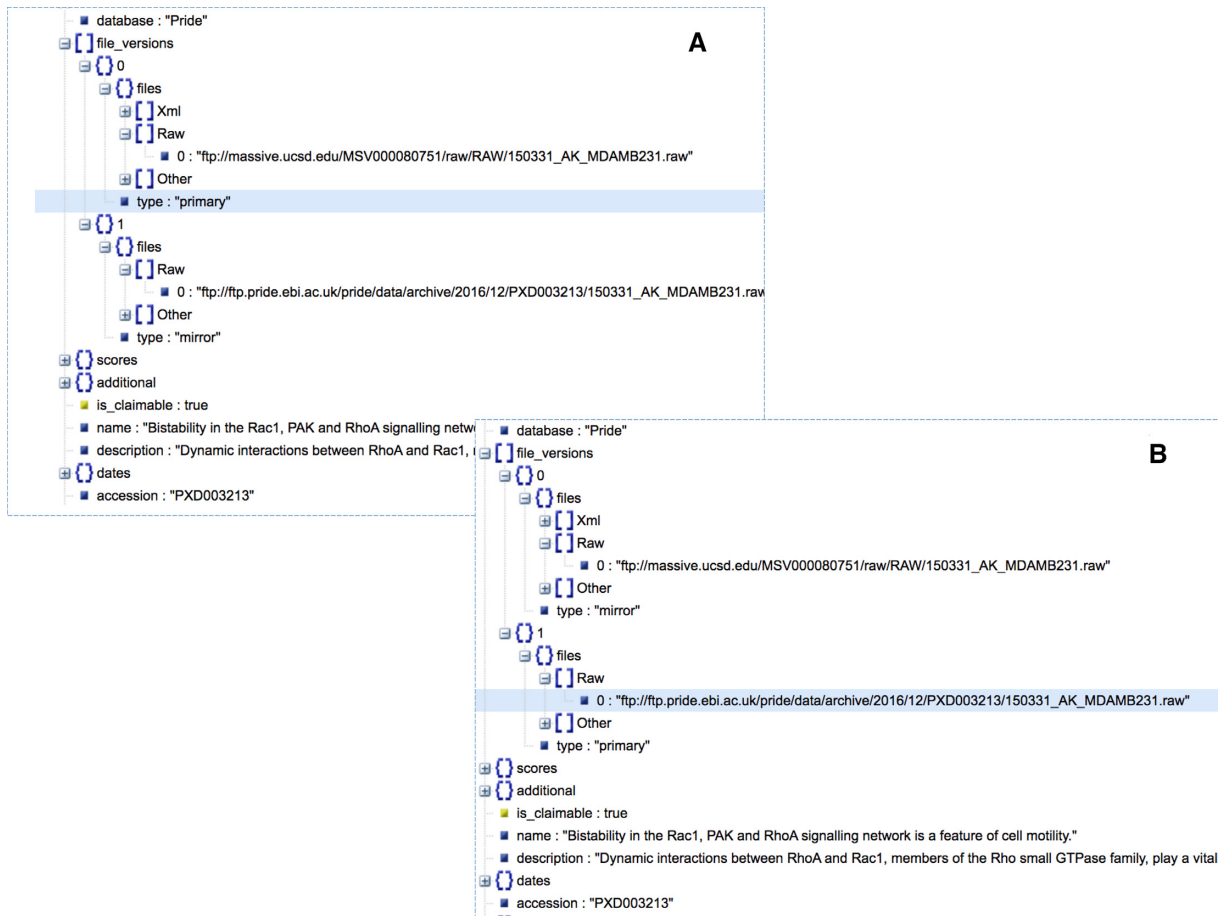 database : "Pride"
A
file_versions
0
files
Xml
Raw
0 : "ftp://massive.ucsd.edu/MSV000080751/raw/RAW/150331_AK_MDAMB231.raw"
Other
type : "primary"
1
files
Raw
0 : "ftp://ftp.pride.ebi.ac.uk/pride/data/archive/2016/12/PXD003213/150331_AK_MDAMB231.raw
Other
type : "mirror"
scores
additional
is_claimable : true
name : "Bistability in the Rac1, PAK and RhoA signalling netw
description : "Dynamic interactions between RhoA and Rac1,
dates
accession : "PXD003213"
database : "Pride"
B
file_versions
0
files
Xml
Raw
0 : "ftp://massive.ucsd.edu/MSV000080751/raw/RAW/150331_AK_MDAMB231.raw"
Other
type : "mirror"
1
files
Raw
0 : "ftp://ftp.pride.ebi.ac.uk/pride/data/archive/2016/12/PXD003213/150331_AK_MDAMB231.raw"
Other
type : "primary"
scores
additional
is_claimable : true
name : "Bistability in the Rac1, PAK and RhoA signalling network is a feature of cell motility."
description : "Dynamic interactions between RhoA and Rac1, members of the Rho small GTPase family, play a vital
dates
accession : "PXD003213"